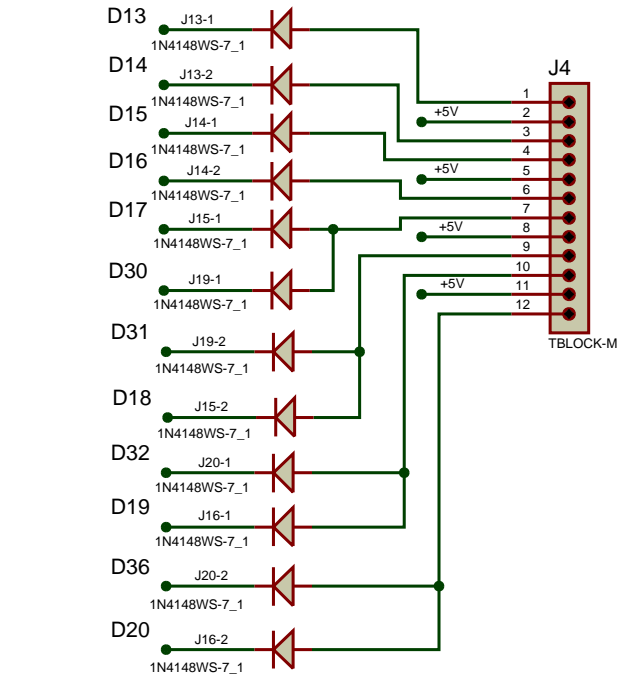 D13
J13-1
1N4148WS-7_1
D14
J13-2
1N4148WS-7_1
D15
J14-1
1N4148WS-7_1
D16
J14-2
1N4148WS-7_1
D17
J15-1
1N4148WS-7_1
D30
J19-1
1N4148WS-7_1
D31
J19-2
1N4148WS-7_1
D18
J15-2
1N4148WS-7_1
D32
J20-1
1N4148WS-7_1
D19
J16-1
1N4148WS-7_1
D36
J20-2
1N4148WS-7_1
D20
J16-2
1N4148WS-7_1
J4
1
+5V
2
3
4
+5V
5
6
7
+5V
8
9
10
+5V
11
12
TBLOCK-M